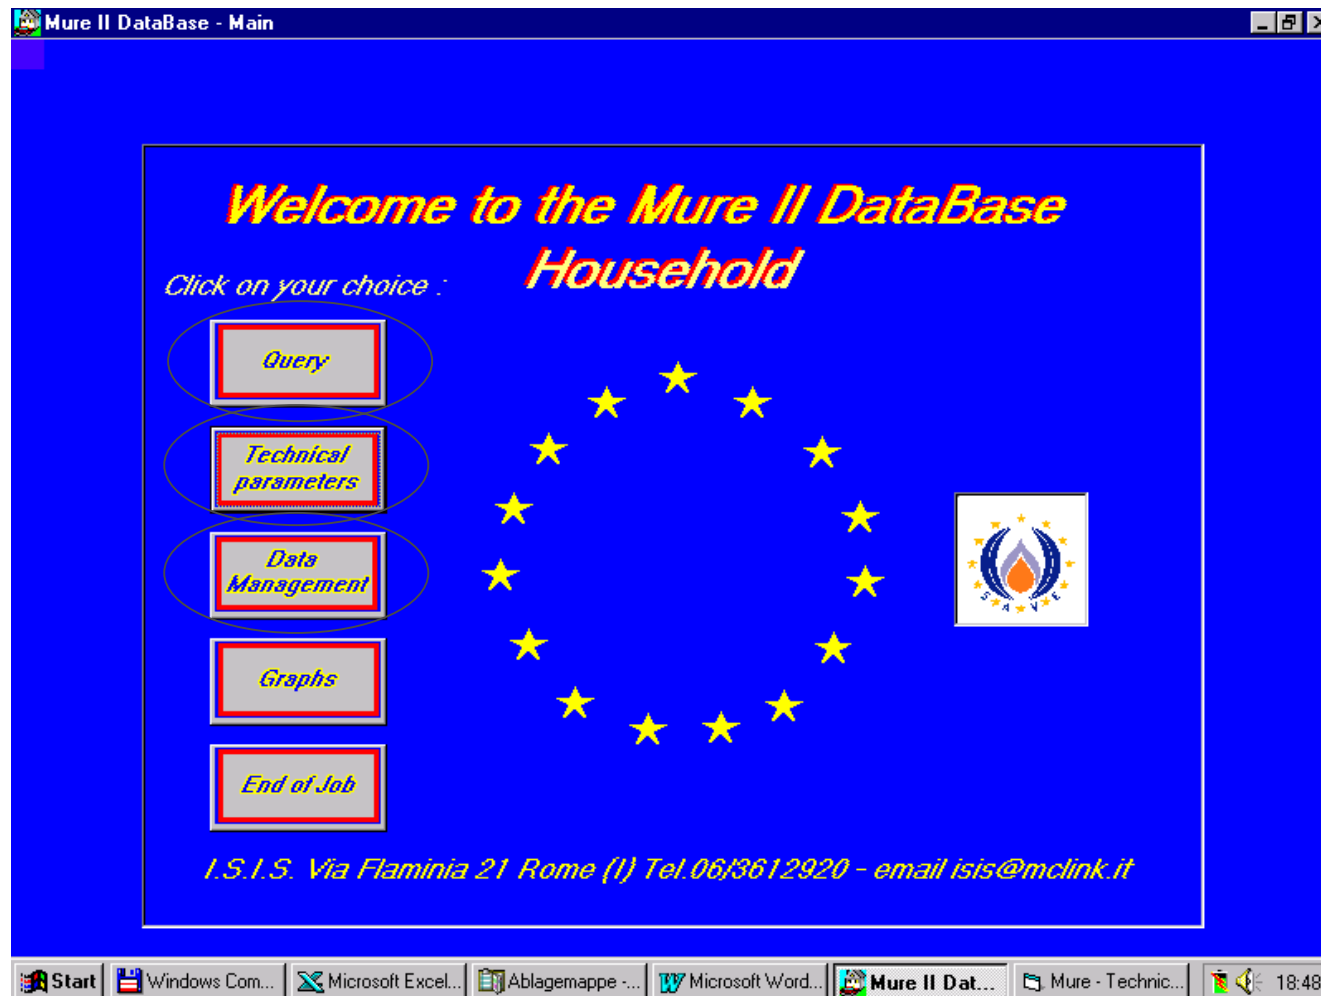 Mure II DataBase - Main
Welcome to the Mure II DataBase
Household
Click on your choice :
Query
Technical
parameters
Data
Management
Graphs
End of Job
SAVE
I.S.I.S. Via Flaminia 21 Rome (I) Tel.06/3612920 - email isis@mclink.it
Start
Windows Com...
Microsoft Excel...
Ablagemappe -...
Microsoft Word...
Mure II Dat...
Mure - Technic...
18:48